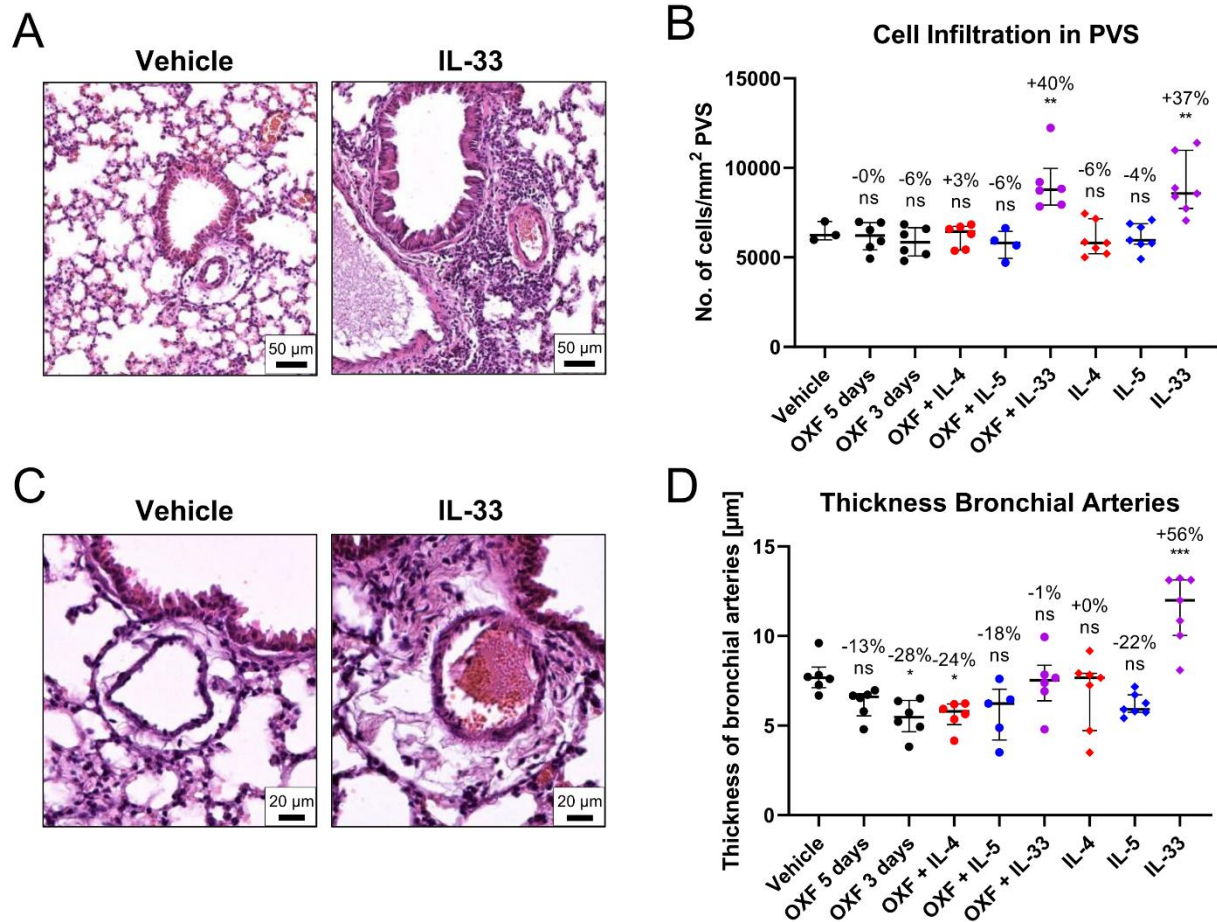 A
Vehicle
IL-33
50 µm
50 µm
B
Cell Infiltration in PVS
No. of cells/mm² PVS
15000
10000
5000
0
-0%
ns
-6%
ns
+3%
ns
-6%
ns
+40%
**
-6%
ns
-4%
ns
+37%
**
Vehicle
OXF 5 days
OXF 3 days
OXF + IL-4
OXF + IL-5
OXF + IL-33
IL-4
IL-5
IL-33
C
Vehicle
IL-33
20 µm
20 µm
D
Thickness Bronchial Arteries
Thickness of bronchial arteries [µm]
15
10
5
0
-13%
ns
-28%
*
-24%
*
-18%
ns
-1%
ns
+0%
ns
-22%
ns
+56%
***
Vehicle
OXF 5 days
OXF 3 days
OXF + IL-4
OXF + IL-5
OXF + IL-33
IL-4
IL-5
IL-33